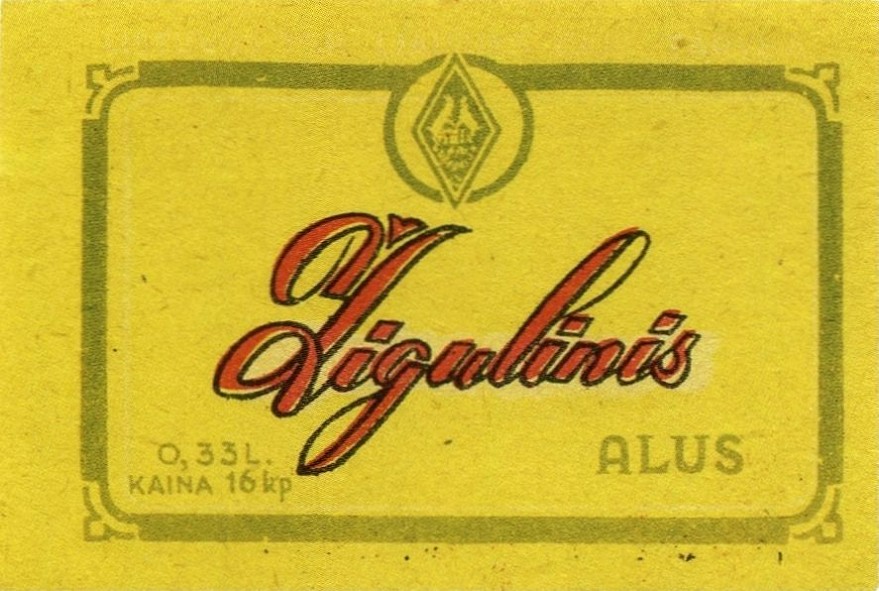 Žigulinis
ALUS
0,33L.
KAINA 16 kp